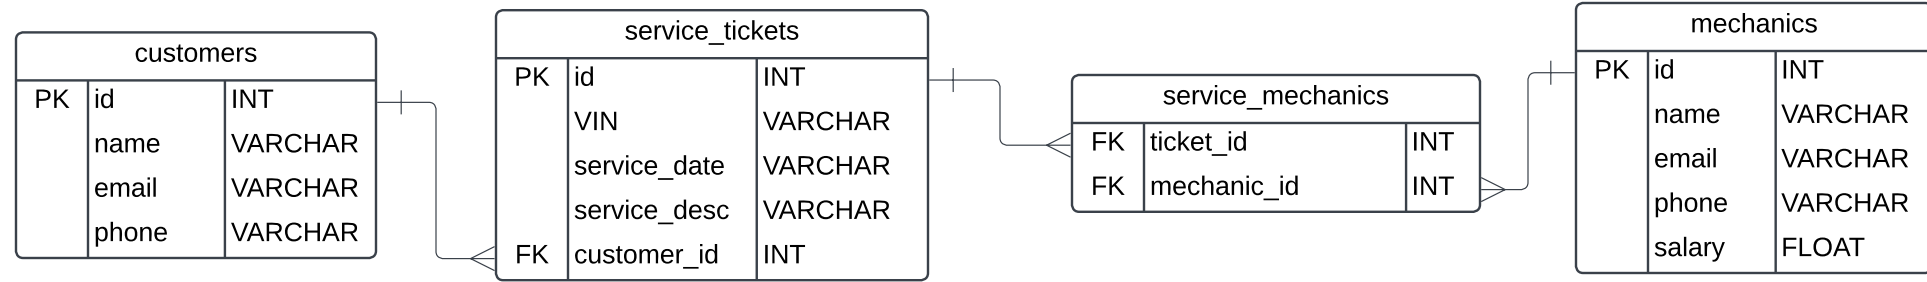 customers
PK id INT
name VARCHAR
email VARCHAR
phone VARCHAR
service_tickets
PK id INT
VIN VARCHAR
service_date VARCHAR
service_desc VARCHAR
FK customer_id INT
service_mechanics
FK ticket_id INT
FK mechanic_id INT
mechanics
PK id INT
name VARCHAR
email VARCHAR
phone VARCHAR
salary FLOAT